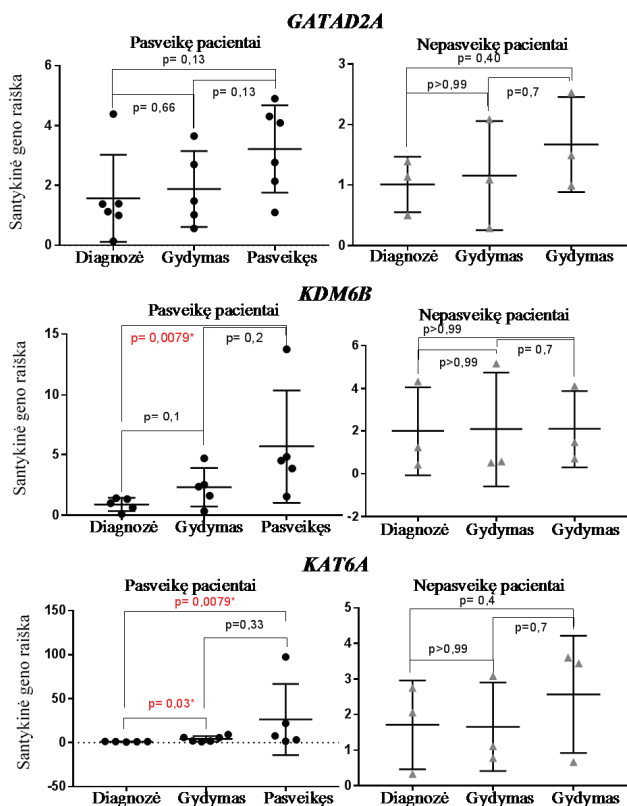 GATAD2A
Pasveikę pacientai
p= 0,13
p= 0,66
p= 0,13
Santykinė geno raiška
6
4
2
0
Diagnozė
Gydymas
Pasveikęs
Nepasveikę pacientai
p= 0,40
p>0,99
p=0,7
3
2
1
0
Diagnozė
Gydymas
Gydymas
KDM6B
Pasveikę pacientai
p= 0,0079*
p= 0,2
p= 0,1
Santykinė geno raiška
15
10
5
0
Diagnozė
Gydymas
Pasveikęs
Nepasveikę pacientai
p>0,99
p>0,99
p= 0,7
6
4
2
0
-2
Diagnozė
Gydymas
Gydymas
KAT6A
Pasveikę pacientai
p= 0,0079*
p=0,33
p= 0,03*
Santykinė geno raiška
150
100
50
0
-50
Diagnozė
Gydymas
Pasveikęs
Nepasveikę pacientai
p= 0,4
p>0,99
p=0,7
5
4
3
2
1
0
Diagnozė
Gydymas
Gydymas